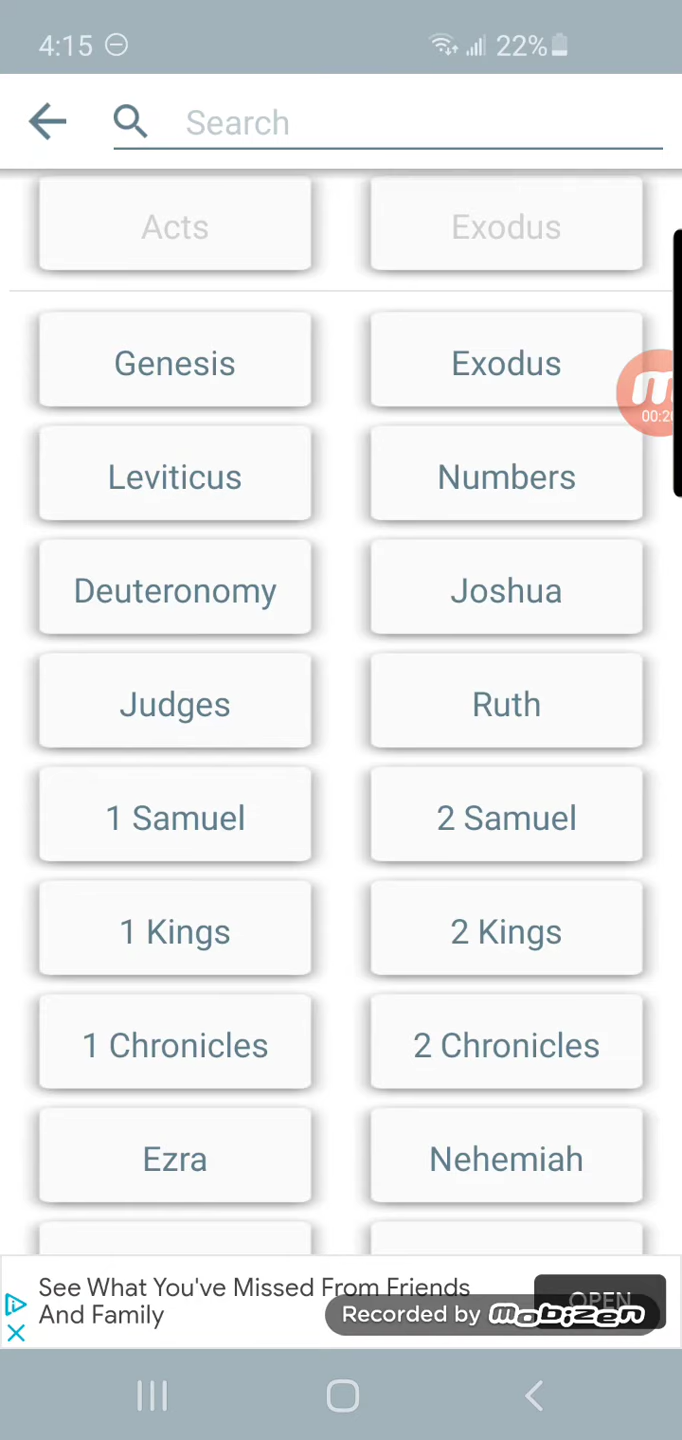 4:15 22%
Search
Acts Exodus
Genesis Exodus
Leviticus Numbers
Deuteronomy Joshua
Judges Ruth
1 Samuel 2 Samuel
1 Kings 2 Kings
1 Chronicles 2 Chronicles
Ezra Nehemiah
See What You've Missed From Friends
And Family
OPEN
Recorded by mobizen